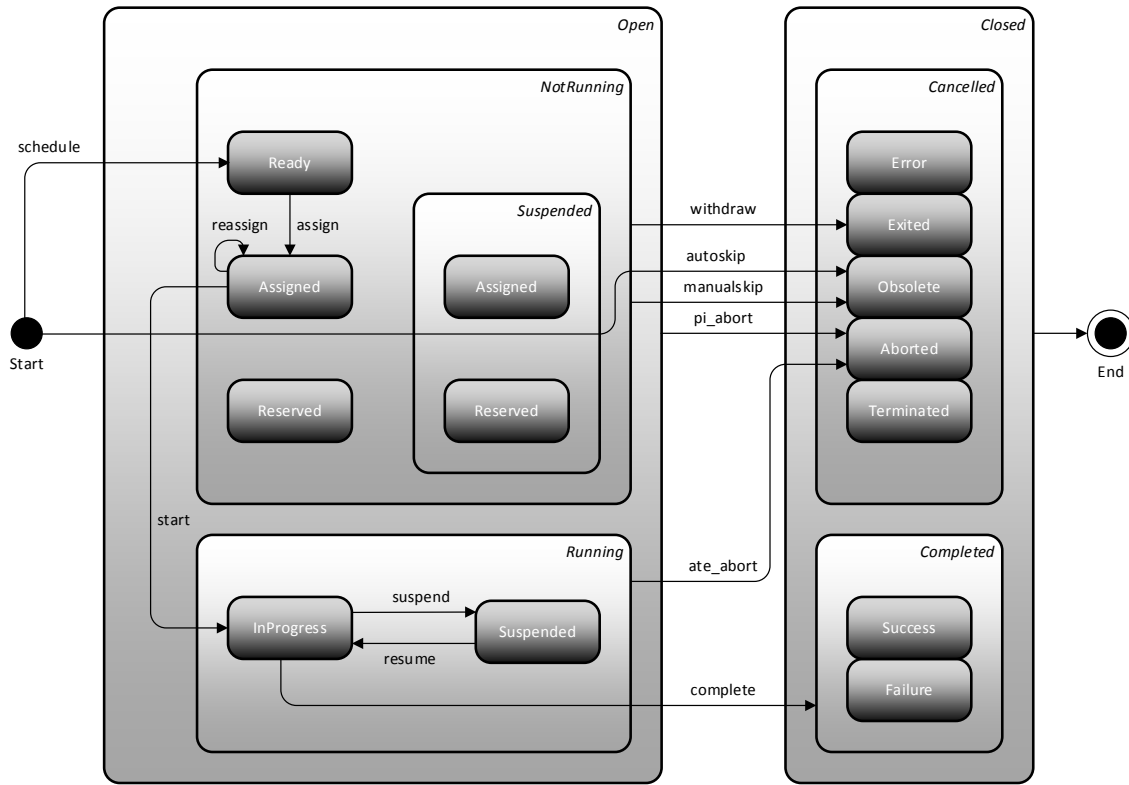 Open
Closed
NotRunning
Cancelled
schedule
Ready
Error
Suspended
withdraw
Exited
reassign
assign
autoskip
Assigned
Assigned
manualskip
Obsolete
pi_abort
Aborted
Start
End
Reserved
Reserved
Terminated
start
Running
Completed
ate_abort
suspend
InProgress
Suspended
Success
resume
complete
Failure